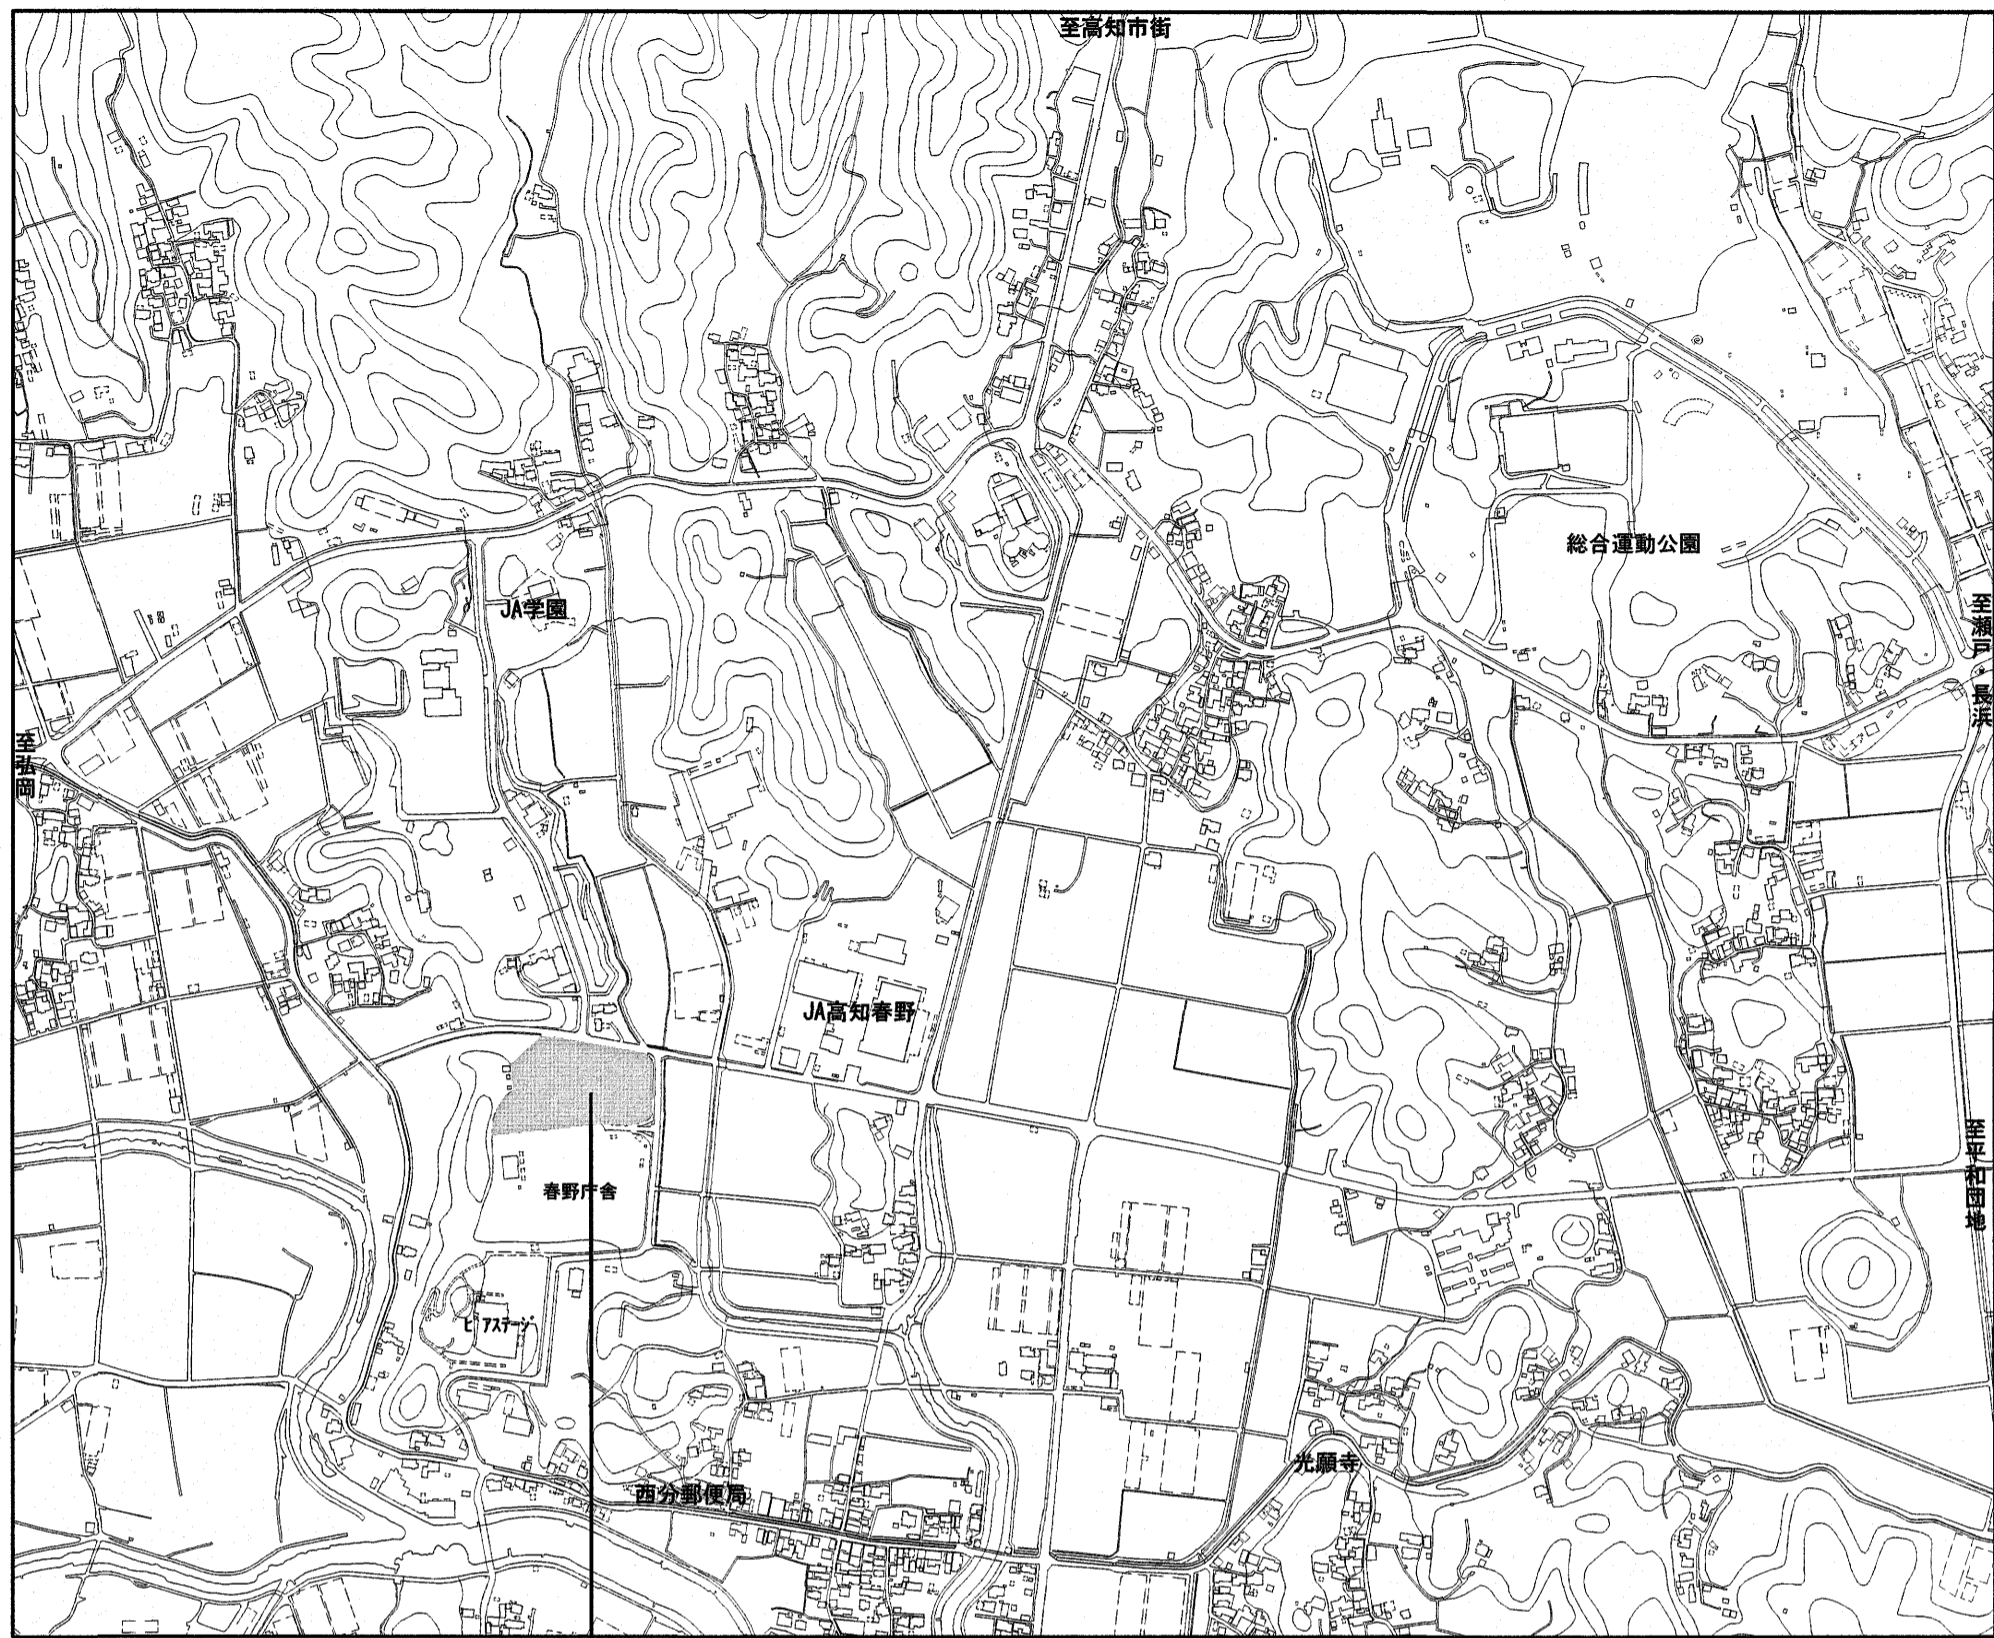 至高知市街
総合運動公園
至瀬戸・長浜
JA学園
至弘岡
JA高知春野
至平和団地
春野庁舎
ピアステージ
光願寺
西分郵便局